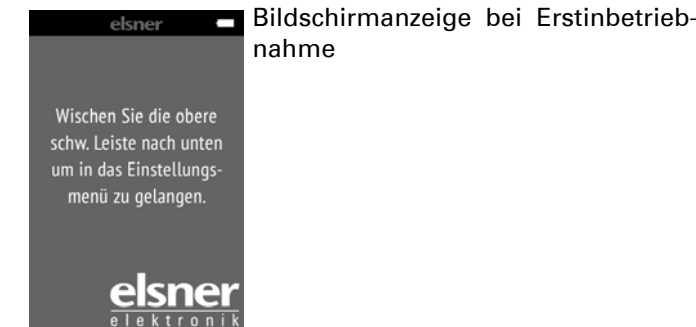 elsner
Bildschirmanzeige bei Erstinbetrieb-
nahme
Wischen Sie die obere
schw. Leiste nach unten
um in das Einstellungs-
menü zu gelangen.
elsner
elektronik